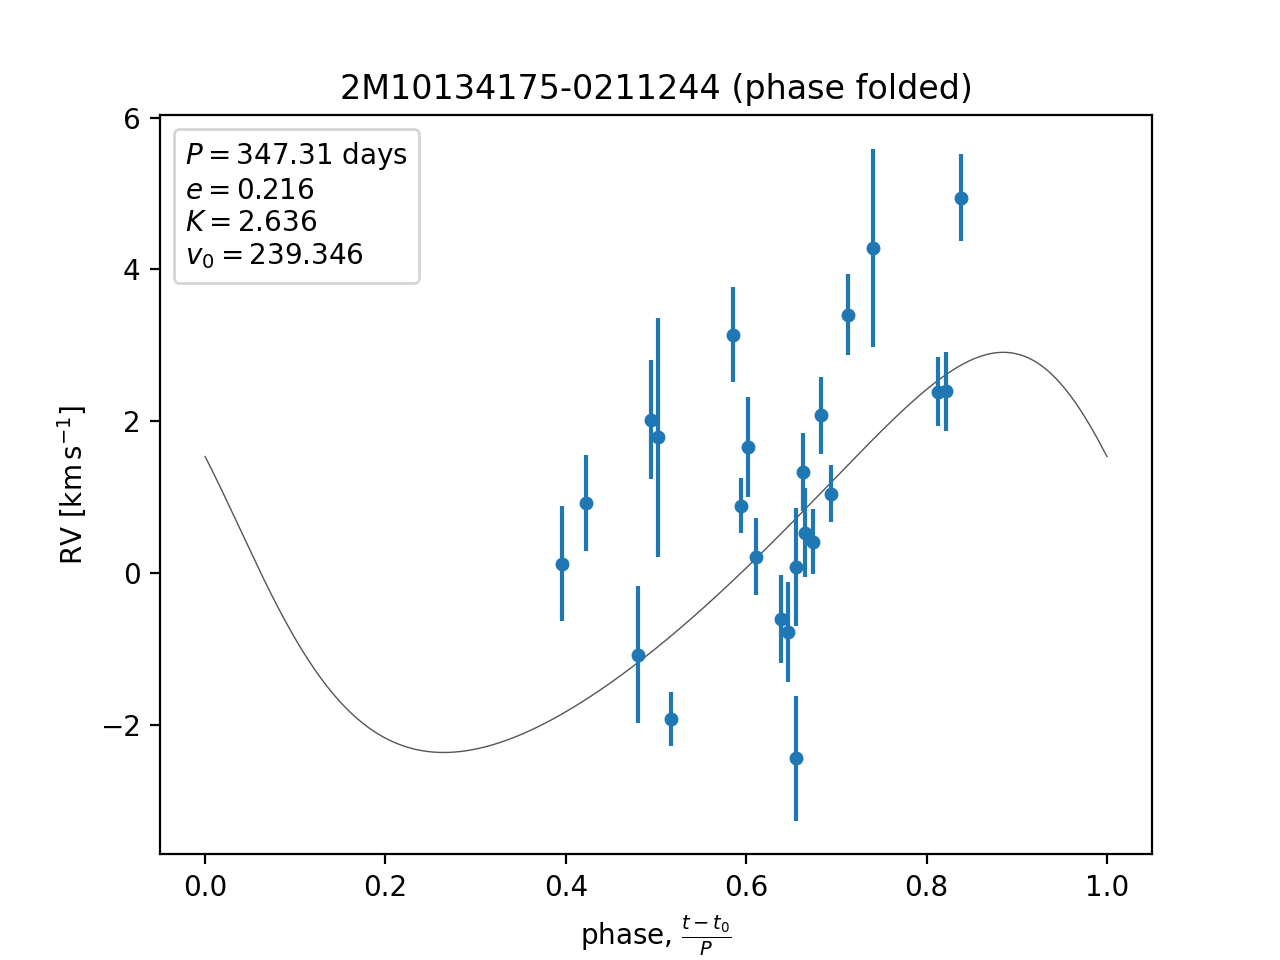 2M10134175-0211244 (phase folded)
P = 347.31 days
e = 0.216
K = 2.636
v₀ = 239.346
6
4
2
0
−2
RV [km s⁻¹]
0.0 0.2 0.4 0.6 0.8 1.0
phase, (t − t₀)/P